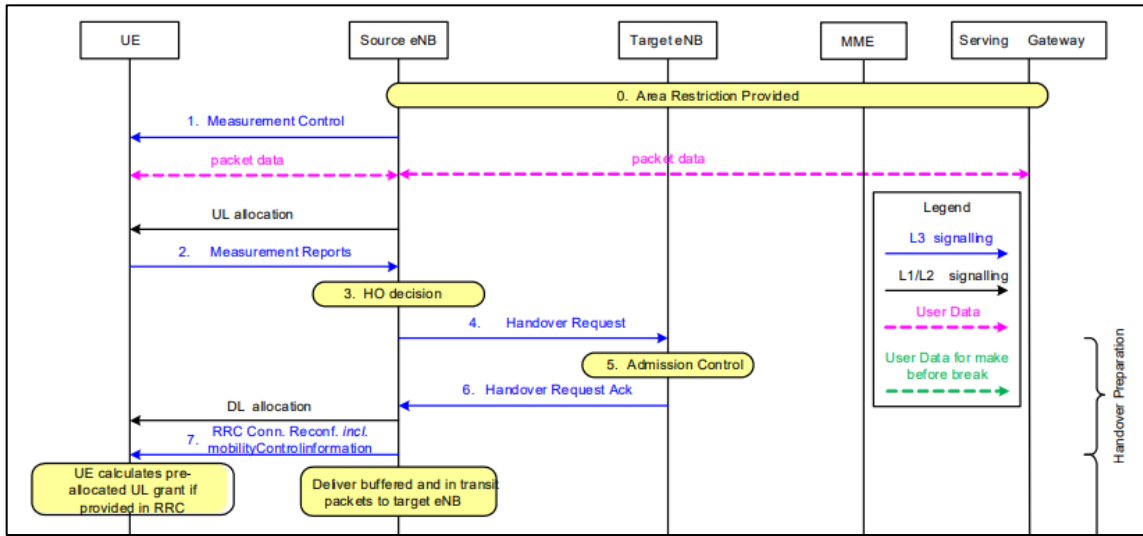 UE
Source eNB
Target eNB
MME
Serving Gateway
0. Area Restriction Provided
1. Measurement Control
packet data
packet data
UL allocation
Legend
L3 signalling
L1/L2 signalling
User Data
User Data for make
before break
2. Measurement Reports
3. HO decision
4. Handover Request
5. Admission Control
6. Handover Request Ack
DL allocation
7. RRC Conn. Reconf. incl.
mobilityControlinformation
Handover Preparation
UE calculates pre-
allocated UL grant if
provided in RRC
Deliver buffered and in transit
packets to target eNB